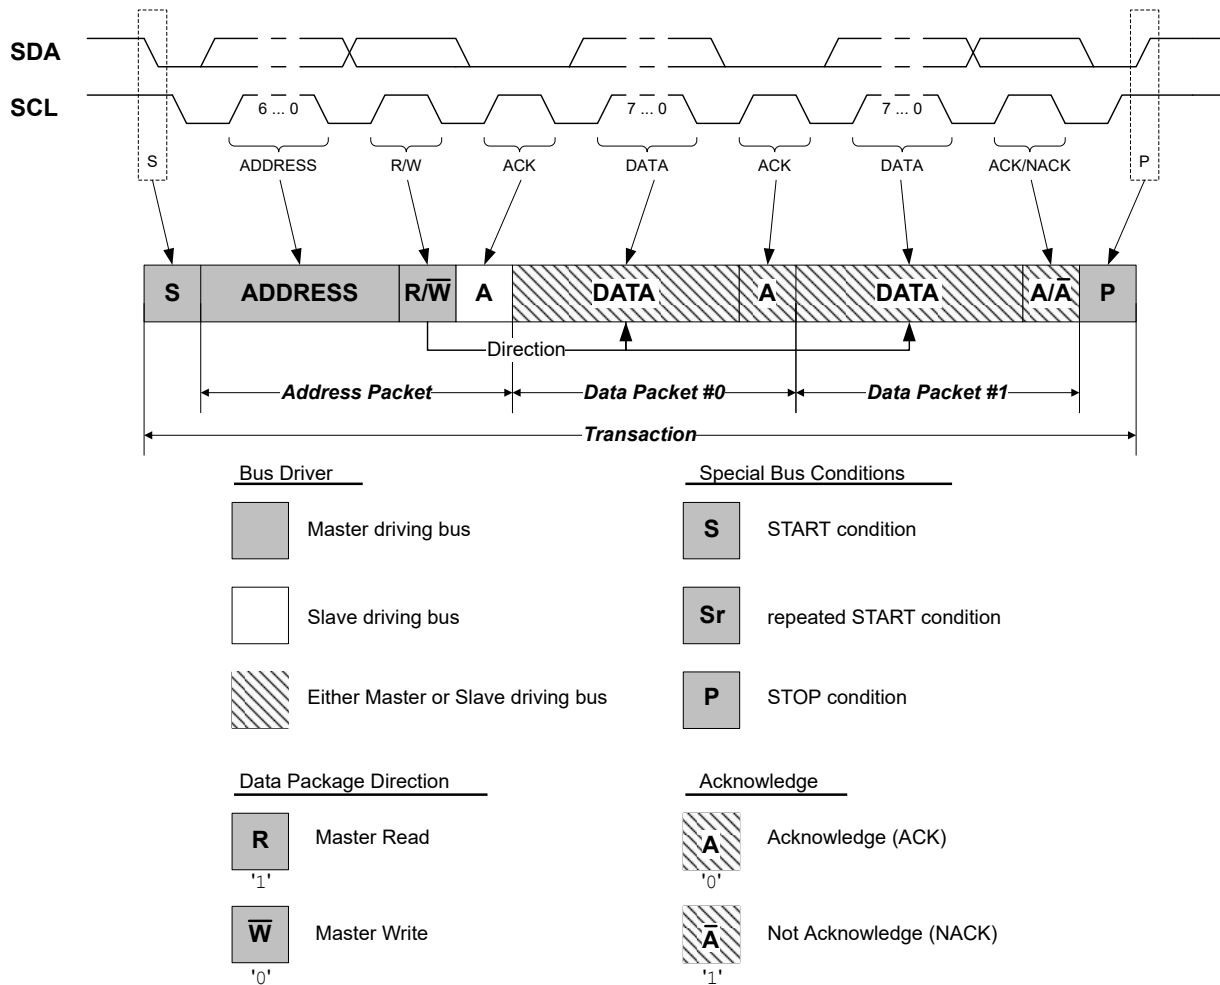 SDA
SCL
6 ... 0
7 ... 0
7 ... 0
S
ADDRESS
R/W
ACK
DATA
ACK
DATA
ACK/NACK
P
S
ADDRESS
R/W̅
A
DATA
A
DATA
A/A̅
P
Direction
Address Packet
Data Packet #0
Data Packet #1
Transaction
Bus Driver
Master driving bus
Slave driving bus
Either Master or Slave driving bus
Special Bus Conditions
S
START condition
Sr
repeated START condition
P
STOP condition
Data Package Direction
R
Master Read
'1'
W̅
Master Write
'0'
Acknowledge
A
Acknowledge (ACK)
'0'
A̅
Not Acknowledge (NACK)
'1'